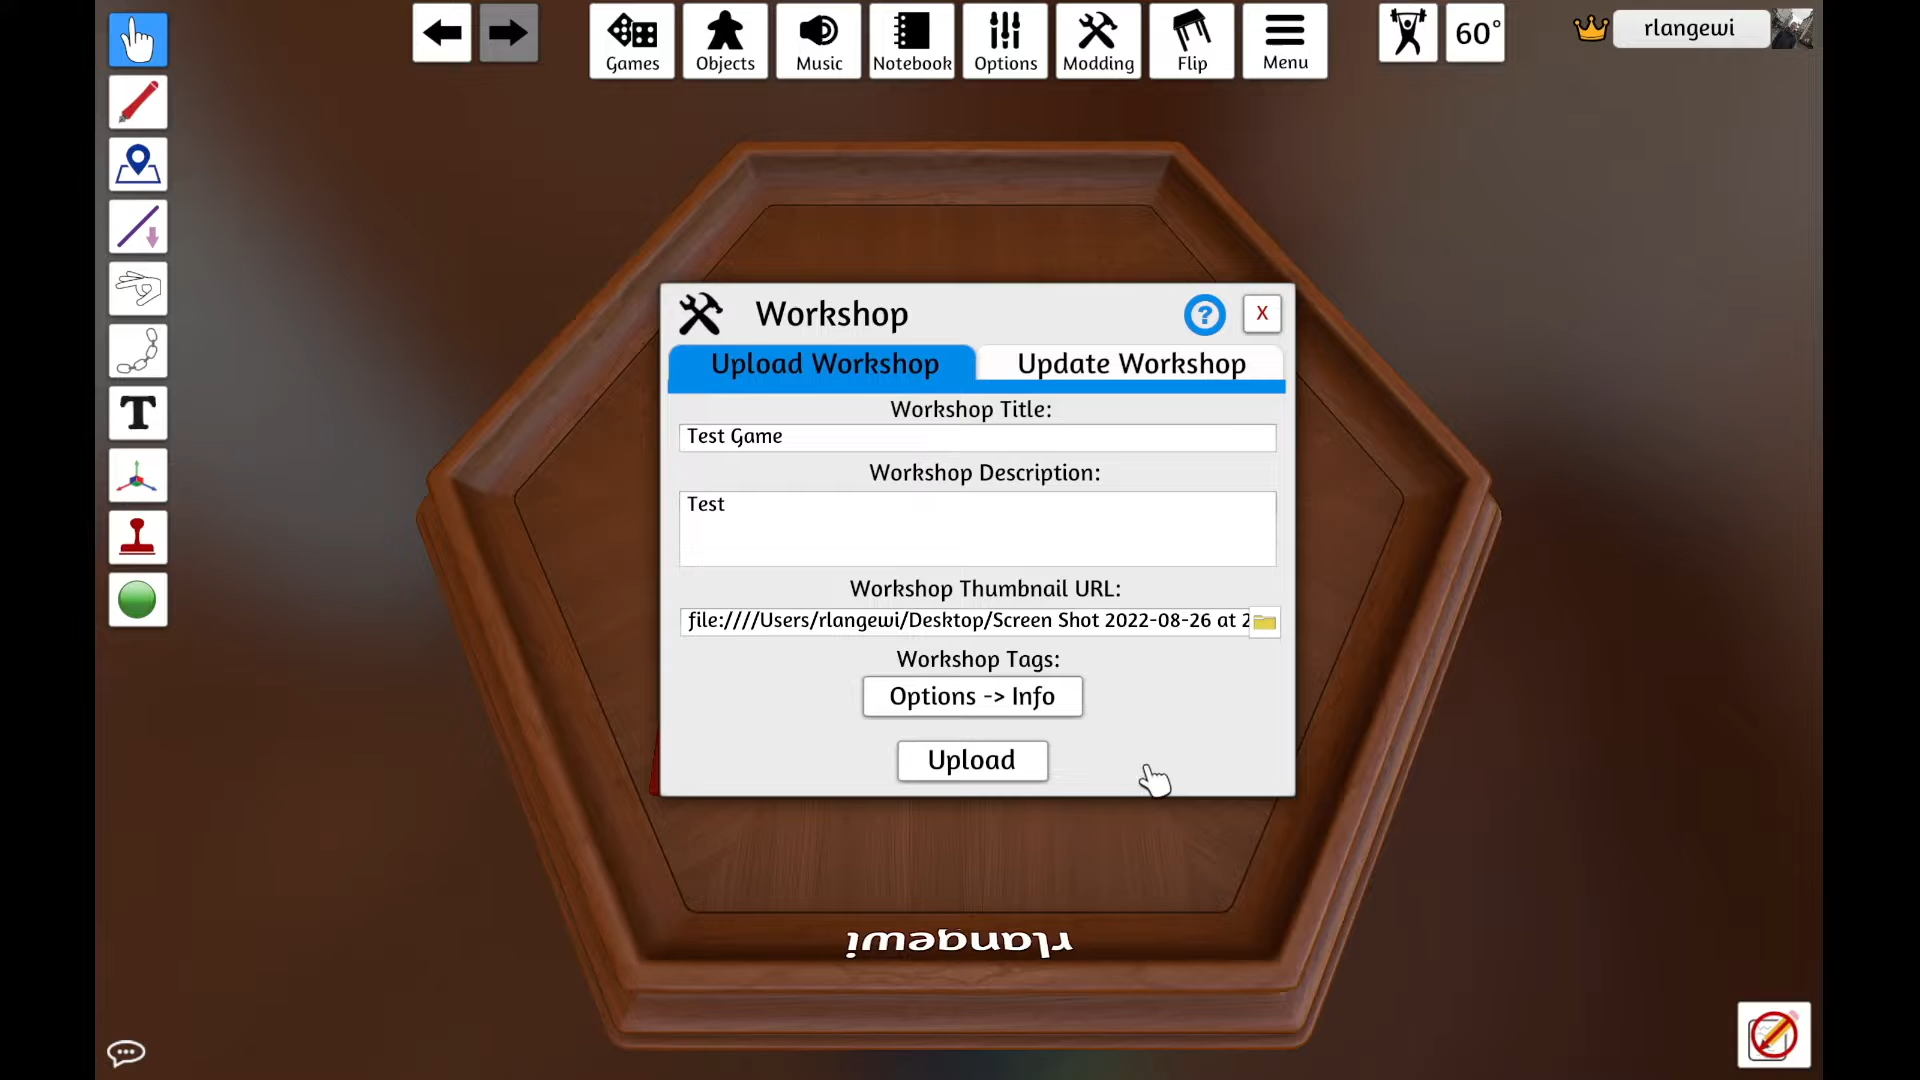 Games
Objects
Music
Notebook
Options
Modding
Flip
Menu
60°
rlangewi
Workshop
?
X
Upload Workshop
Update Workshop
Workshop Title:
Test Game
Workshop Description:
Test
Workshop Thumbnail URL:
file:////Users/rlangewi/Desktop/Screen Shot 2022-08-26 at 2
Workshop Tags:
Options -> Info
Upload
T
rlangewi